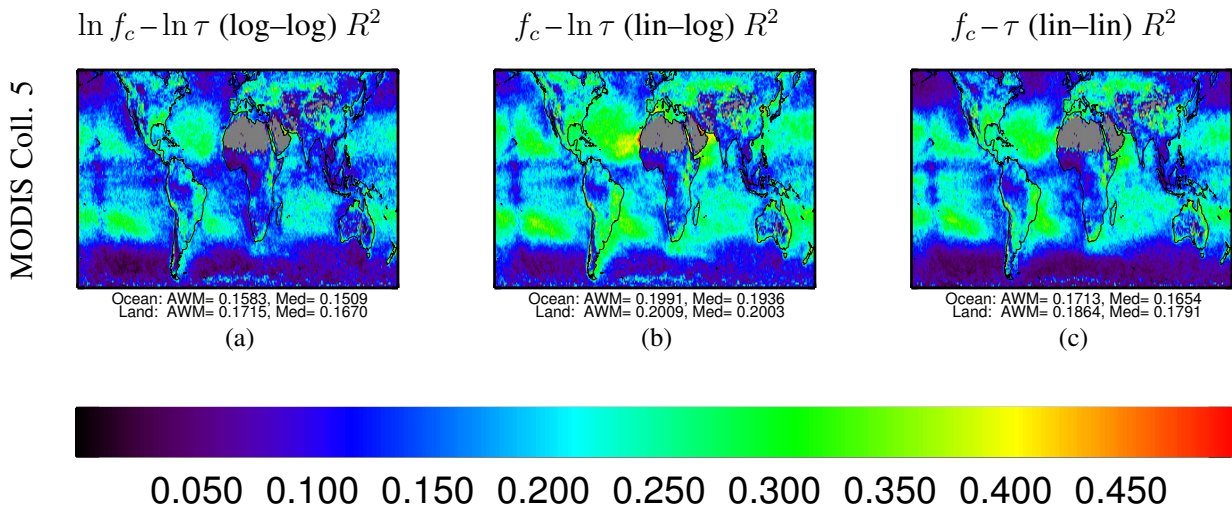 ln f_c – ln τ (log–log) R²
f_c – ln τ (lin–log) R²
f_c – τ (lin–lin) R²
MODIS Coll. 5
Ocean: AWM= 0.1583, Med= 0.1509
Land: AWM= 0.1715, Med= 0.1670
(a)
Ocean: AWM= 0.1991, Med= 0.1936
Land: AWM= 0.2009, Med= 0.2003
(b)
Ocean: AWM= 0.1713, Med= 0.1654
Land: AWM= 0.1864, Med= 0.1791
(c)
0.050 0.100 0.150 0.200 0.250 0.300 0.350 0.400 0.450